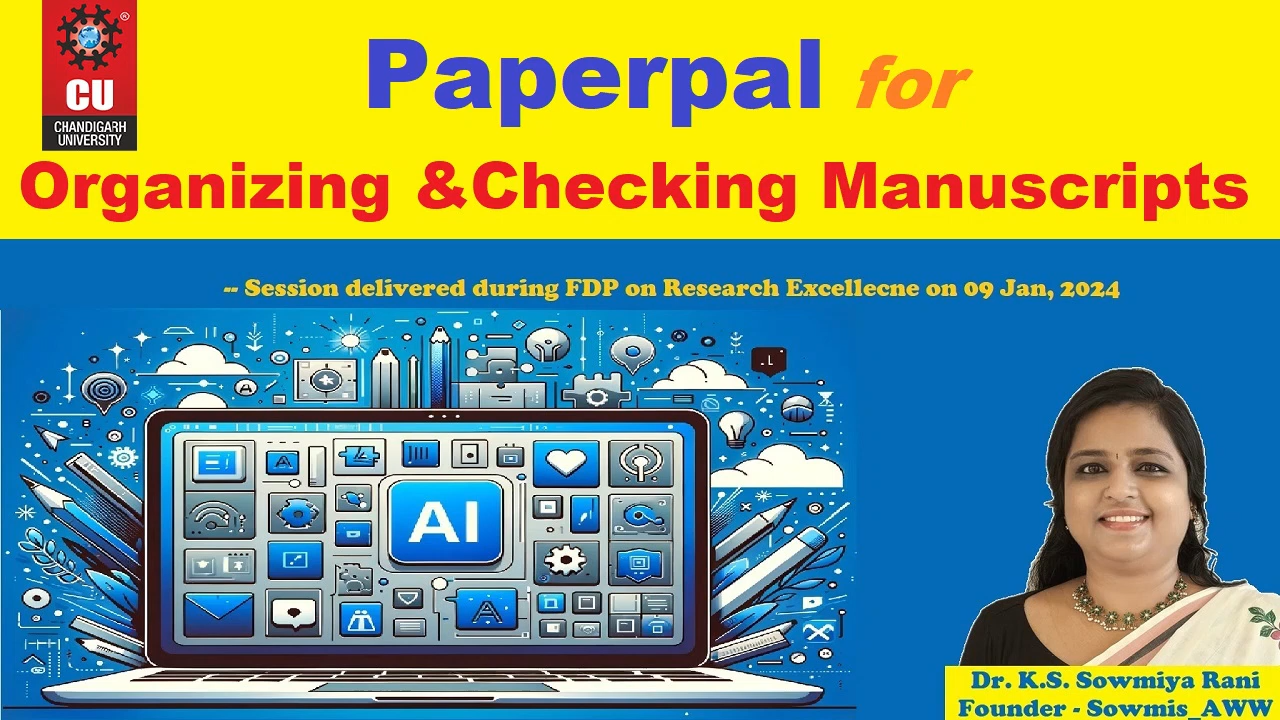 ®
CU
CHANDIGARH
UNIVERSITY
Paperpal for
Organizing &Checking Manuscripts
-- Session delivered during FDP on Research Excellecne on 09 Jan, 2024
A
A
AI
A
Dr. K.S. Sowmiya Rani
Founder - Sowmis_AWW